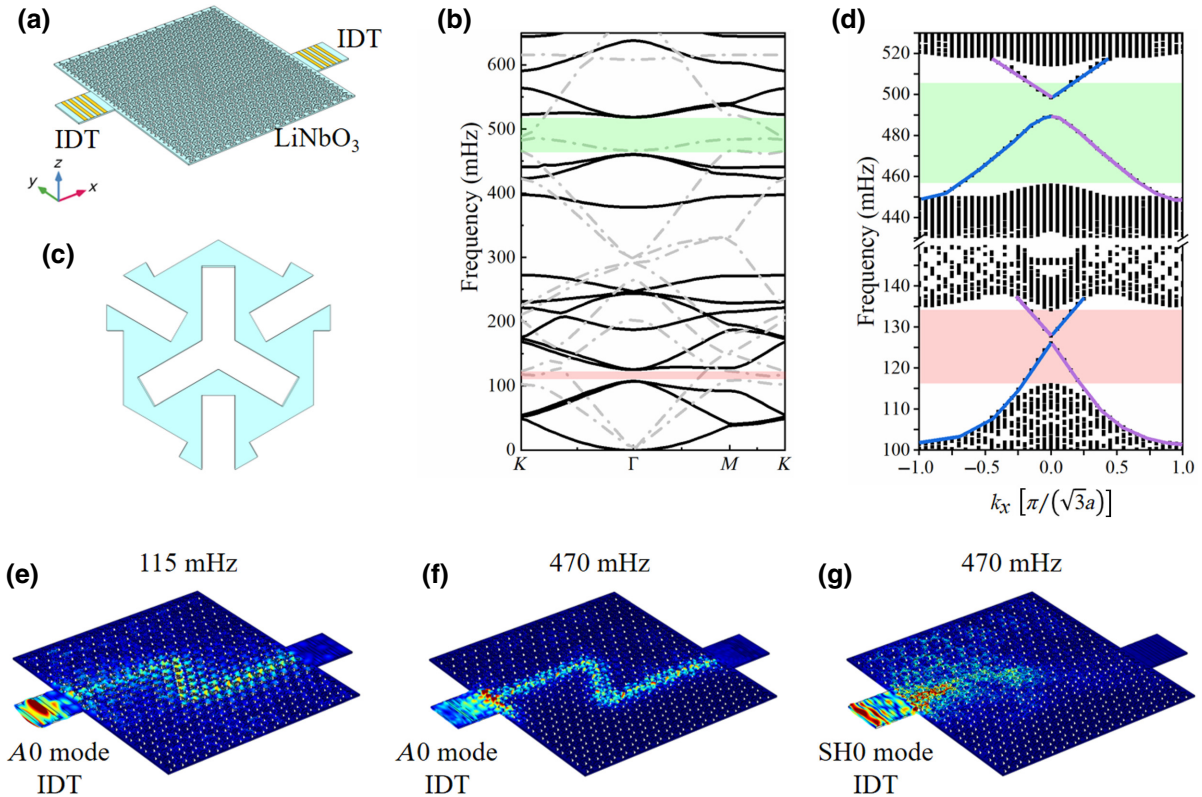 (a)
IDT
IDT
LiNbO3
z
y
x
(b)
600
500
400
300
200
100
0
Frequency (mHz)
K
Γ
M
K
(c)
(d)
520
500
480
460
440
140
130
120
110
100
Frequency (mHz)
−1.0
−0.5
0.0
0.5
1.0
kx [π/(√3a)]
(e)
115 mHz
A0 mode
IDT
(f)
470 mHz
A0 mode
IDT
(g)
470 mHz
SH0 mode
IDT